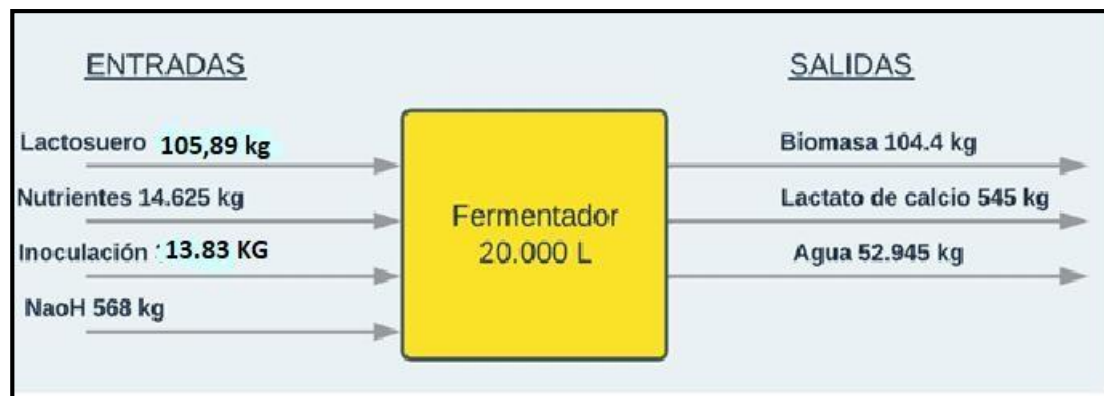 ENTRADAS
SALIDAS
Lactosuero 105,89 kg
Nutrientes 14.625 kg
Inoculación 13.83 KG
NaoH 568 kg
Fermentador
20.000 L
Biomasa 104.4 kg
Lactato de calcio 545 kg
Agua 52.945 kg